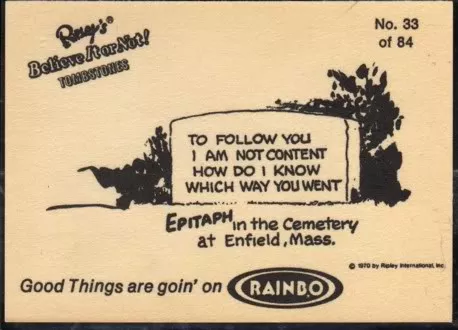 Ripley's®
Believe It or Not!
TOMBSTONES
No. 33
of 84
TO FOLLOW YOU
I AM NOT CONTENT
HOW DO I KNOW
WHICH WAY YOU WENT
EPITAPH in the Cemetery
at Enfield, Mass.
© 1970 by Ripley International, Inc.
Good Things are goin' on RAINBO